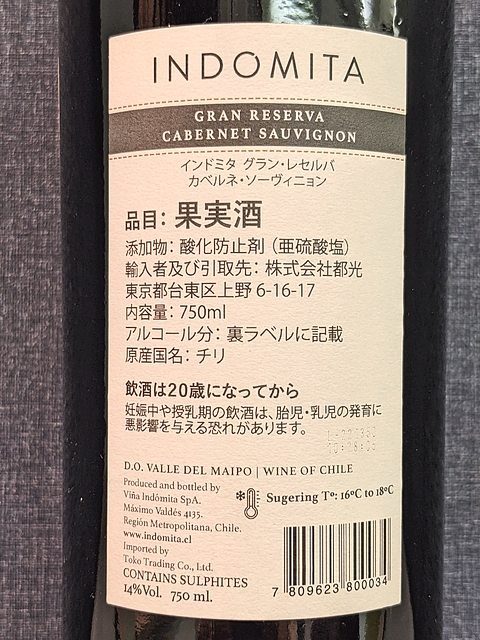 INDÓMITA
GRAN RESERVA
CABERNET SAUVIGNON
インドミタ グラン・レセルバ
カベルネ・ソーヴィニョン
品目: 果実酒
添加物: 酸化防止剤 (亜硫酸塩)
輸入者及び引取先: 株式会社都光
東京都台東区上野 6-16-17
内容量: 750ml
アルコール分: 裏ラベルに記載
原産国名: チリ
飲酒は20歳になってから
妊娠中や授乳期の飲酒は、胎児・乳児の発育に
悪影響を与える恐れがあります。
D.O. VALLE DEL MAIPO | WINE OF CHILE
Produced and bottled by
Viña Indómita SpA.
Máximo Valdés 4135.
Región Metropolitana, Chile.
www.indomita.cl
Imported by
Toko Trading Co., Ltd.
CONTAINS SULPHITES
14%Vol. 750 ml.
Sugering Tº: 16ºC to 18ºC
7 809623 800034